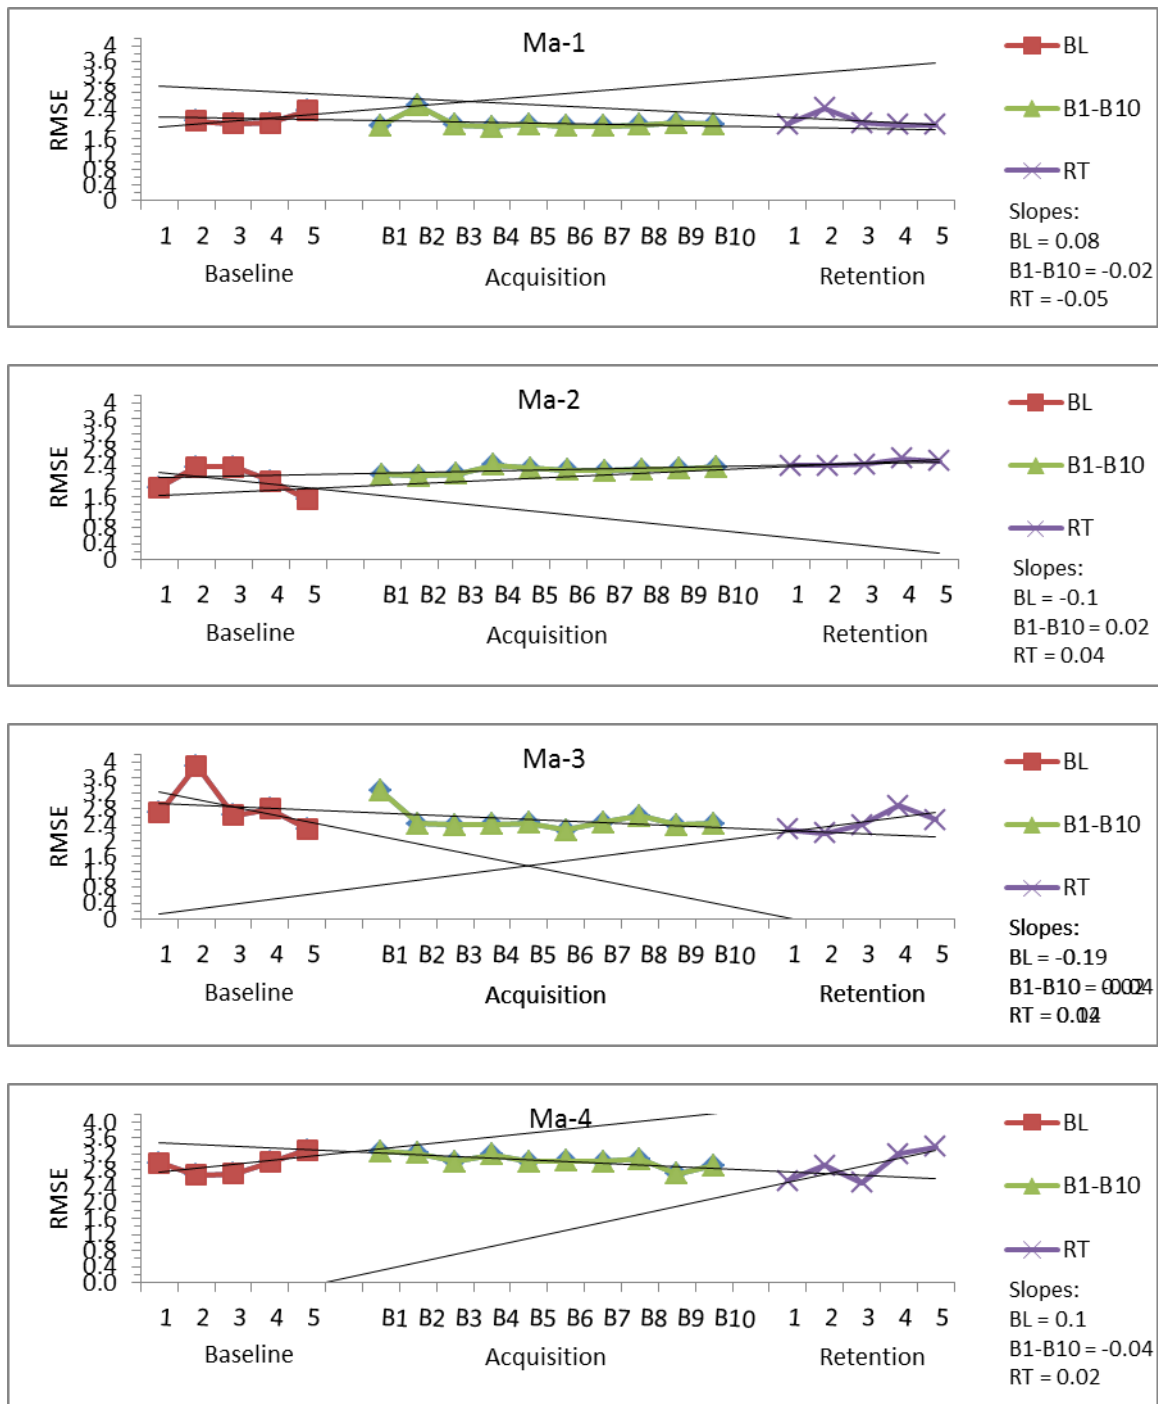 Ma-1
RMSE
4
3.6
3.2
2.8
2.4
2
1.6
1.2
0.8
0.4
0
1 2 3 4 5 B1 B2 B3 B4 B5 B6 B7 B8 B9 B10 1 2 3 4 5
Baseline Acquisition Retention
BL
B1-B10
RT
Slopes:
BL = 0.08
B1-B10 = -0.02
RT = -0.05
Ma-2
RMSE
4
3.6
3.2
2.8
2.4
2
1.6
1.2
0.8
0.4
0
1 2 3 4 5 B1 B2 B3 B4 B5 B6 B7 B8 B9 B10 1 2 3 4 5
Baseline Acquisition Retention
BL
B1-B10
RT
Slopes:
BL = -0.1
B1-B10 = 0.02
RT = 0.04
Ma-3
RMSE
4
3.6
3.2
2.8
2.4
2
1.6
1.2
0.8
0.4
0
1 2 3 4 5 B1 B2 B3 B4 B5 B6 B7 B8 B9 B10 1 2 3 4 5
Baseline Acquisition Retention
BL
B1-B10
RT
Slopes:
BL = -0.19
B1-B10 =
RT =
Ma-4
RMSE
4.0
3.6
3.2
2.8
2.4
2.0
1.6
1.2
0.8
0.4
0.0
1 2 3 4 5 B1 B2 B3 B4 B5 B6 B7 B8 B9 B10 1 2 3 4 5
Baseline Acquisition Retention
BL
B1-B10
RT
Slopes:
BL = 0.1
B1-B10 = -0.04
RT = 0.02